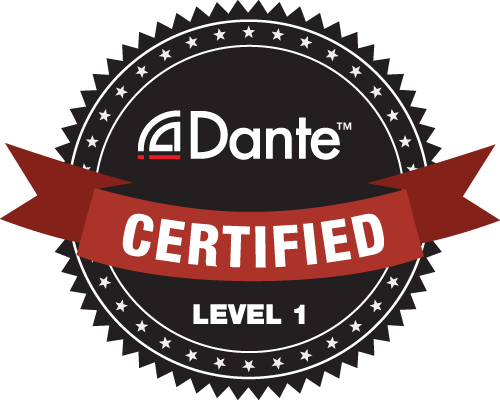 Dante™
CERTIFIED
LEVEL 1